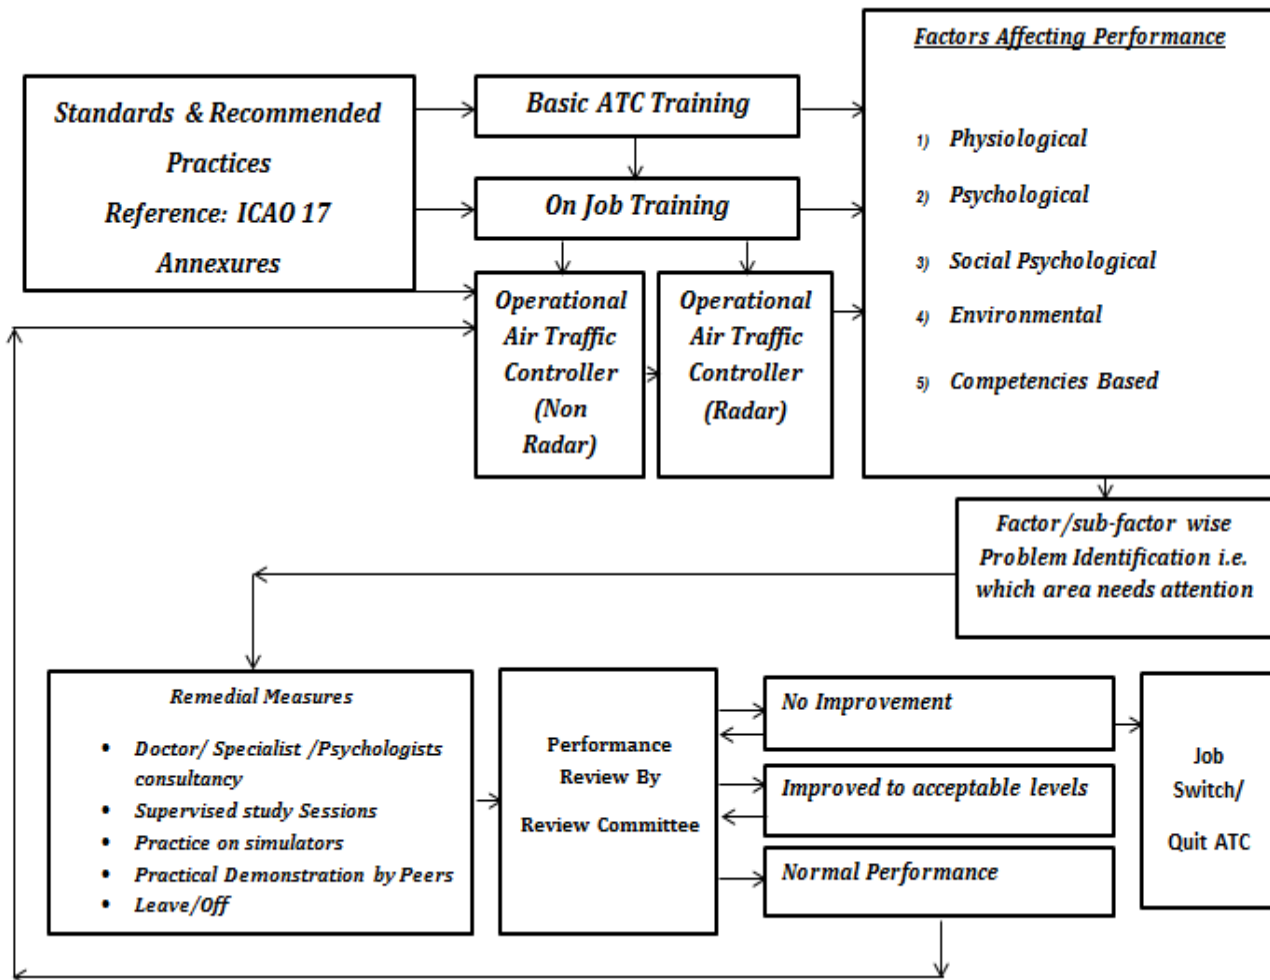 Standards & Recommended
Practices
Reference: ICAO 17
Annexures
Basic ATC Training
On Job Training
Operational
Air Traffic
Controller
(Non
Radar)
Operational
Air Traffic
Controller
(Radar)
Factors Affecting Performance
1) Physiological
2) Psychological
3) Social Psychological
4) Environmental
5) Competencies Based
Factor/sub-factor wise
Problem Identification i.e.
which area needs attention
Remedial Measures
• Doctor/ Specialist /Psychologists
consultancy
• Supervised study Sessions
• Practice on simulators
• Practical Demonstration by Peers
• Leave/Off
Performance
Review By
Review Committee
No Improvement
Improved to acceptable levels
Normal Performance
Job
Switch/
Quit ATC